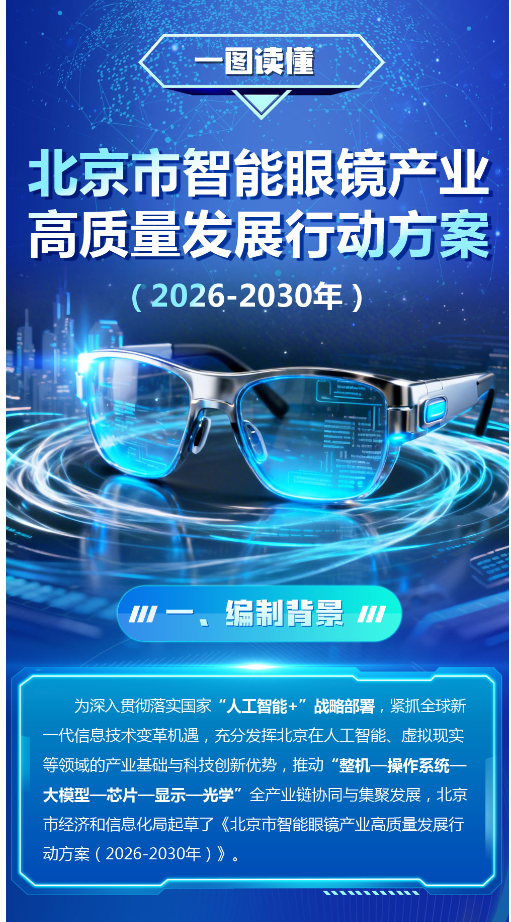 一图读懂
北京市智能眼镜产业
高质量发展行动方案
（2026-2030年）
一、编制背景
为深入贯彻落实国家“人工智能+”战略部署，紧抓全球新
一代信息技术变革机遇，充分发挥北京在人工智能、虚拟现实
等领域的产业基础与科技创新优势，推动“整机—操作系统—
大模型—芯片—显示—光学”全产业链协同与集聚发展，北京
市经济和信息化局起草了《北京市智能眼镜产业高质量发展行
动方案（2026-2030年）》。